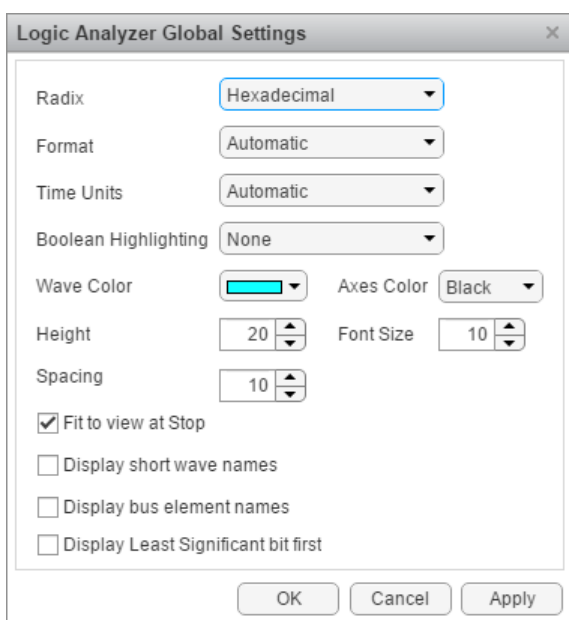 Logic Analyzer Global Settings
Radix Hexadecimal
Format Automatic
Time Units Automatic
Boolean Highlighting None
Wave Color Axes Color Black
Height 20 Font Size 10
Spacing 10
Fit to view at Stop
Display short wave names
Display bus element names
Display Least Significant bit first
OK Cancel Apply